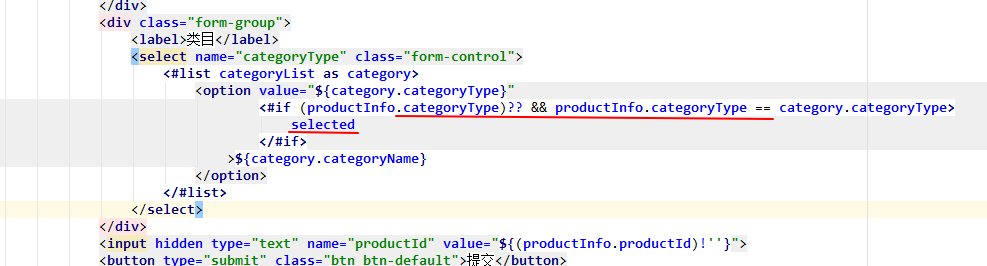 </div>
<div class="form-group">
<label>类目</label>
<select name="categoryType" class="form-control">
<#list categoryList as category>
<option value="${category.categoryType}"
<#if (productInfo.categoryType)?? && productInfo.categoryType == category.categoryType>
selected
</#if>
>${category.categoryName}
</option>
</#list>
</select>
</div>
<input hidden type="text" name="productId" value="${(productInfo.productId)!''}">
<button type="submit" class="btn btn-default">提交</button>